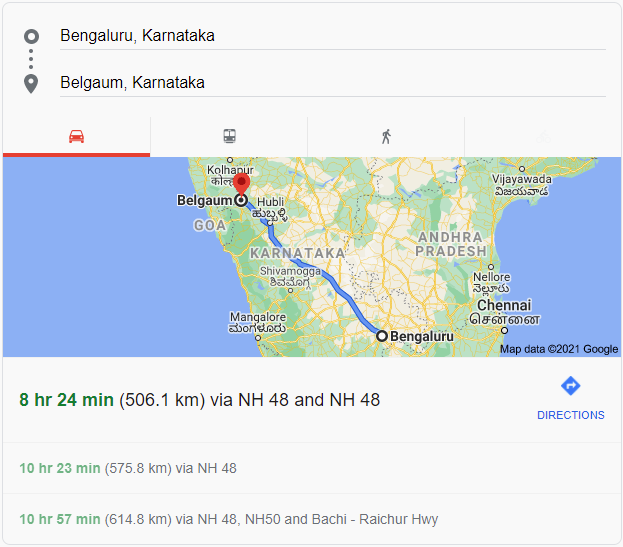 Bengaluru, Karnataka
Belgaum, Karnataka
Kolhapur
Vijayawada
విజయవాడ
Belgaum
Hubli
ಹುಬ್ಬಳ್ಳಿ
GOA
KARNATAKA
ANDHRA
PRADESH
Shivamogga
ಶಿವಮೊಗ್ಗ
Nellore
నెల్లూరు
Chennai
சென்னை
Mangalore
ಮಂಗಳೂರು
Bengaluru
Map data ©2021 Google
8 hr 24 min (506.1 km) via NH 48 and NH 48
DIRECTIONS
10 hr 23 min (575.8 km) via NH 48
10 hr 57 min (614.8 km) via NH 48, NH50 and Bachi - Raichur Hwy